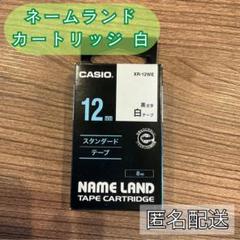 ネームランド
カートリッジ 白
CASIO
XR-12WE
12mm
黒文字
白テープ
スタンダード
テープ
8m
NAME LAND
TAPE CARTRIDGE
匿名配送